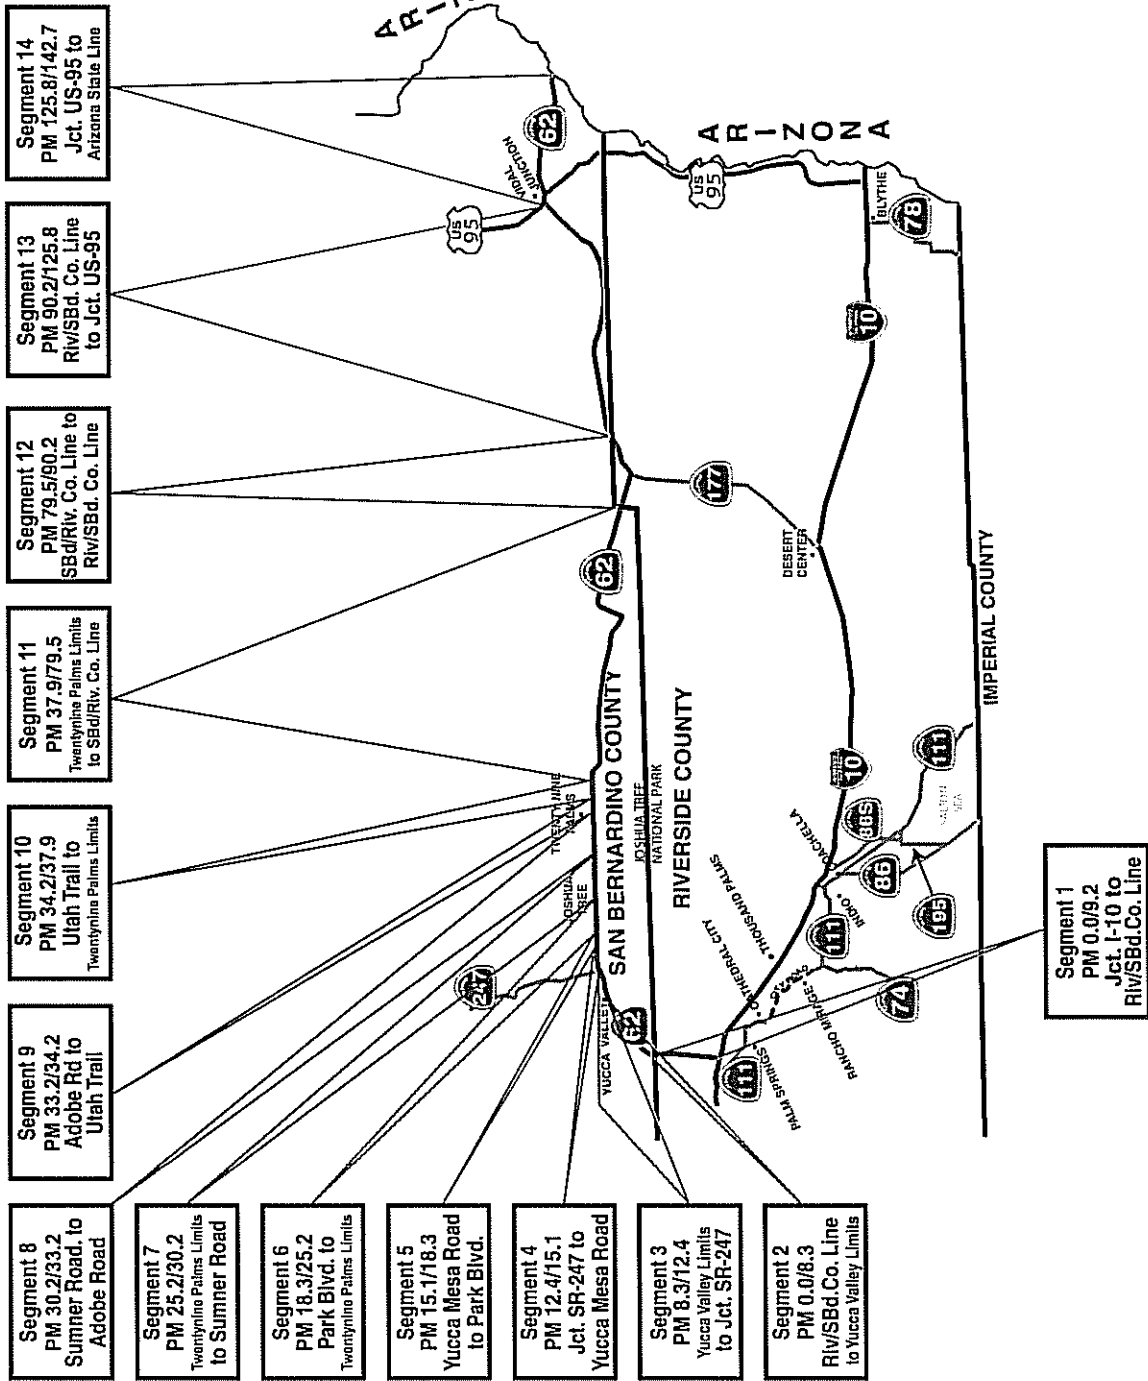 Segment 8
PM 30.2/33.2
Sumner Road. to
Adobe Road
Segment 7
PM 25.2/30.2
Twentynine Palms Limits
to Sumner Road
Segment 6
PM 18.3/25.2
Park Blvd. to
Twentynine Palms Limits
Segment 5
PM 15.1/18.3
Yucca Mesa Road
to Park Blvd.
Segment 4
PM 12.4/15.1
Jct. SR-247 to
Yucca Mesa Road
Segment 3
PM 8.3/12.4
Yucca Valley Limits
to Jct. SR-247
Segment 2
PM 0.0/8.3
Riv/SBd.Co. Line
to Yucca Valley Limits
Segment 9
PM 33.2/34.2
Adobe Rd to
Utah Trail
Segment 10
PM 34.2/37.9
Utah Trail to
Twentynine Palms Limits
Segment 11
PM 37.9/79.5
Twentynine Palms Limits
to SBd/Riv. Co. Line
Segment 12
PM 79.5/90.2
SBd/Riv. Co. Line to
Riv/SBd. Co. Line
Segment 13
PM 90.2/125.8
Riv/SBd. Co. Line
to Jct. US-95
Segment 14
PM 125.8/142.7
Jct. US-95 to
Arizona State Line
Segment 1
PM 0.0/9.2
Jct. I-10 to
Riv/SBd.Co. Line
247
YUCCA VALLEY
62
JOSHUA
TREE
TWENTYNINE
PALMS
SAN BERNARDINO COUNTY
JOSHUA TREE
NATIONAL PARK
RIVERSIDE COUNTY
62
177
DESERT
CENTER
US
95
VIDAL
JUNCTION
62
US
95
ARIZONA
10
BLYTHE
78
111
PALM SPRINGS
CATHEDRAL CITY
THOUSAND PALMS
RANCHO MIRAGE
74
111
INDIO
COACHELLA
86
86S
195
111
SALTON
SEA
10
IMPERIAL COUNTY